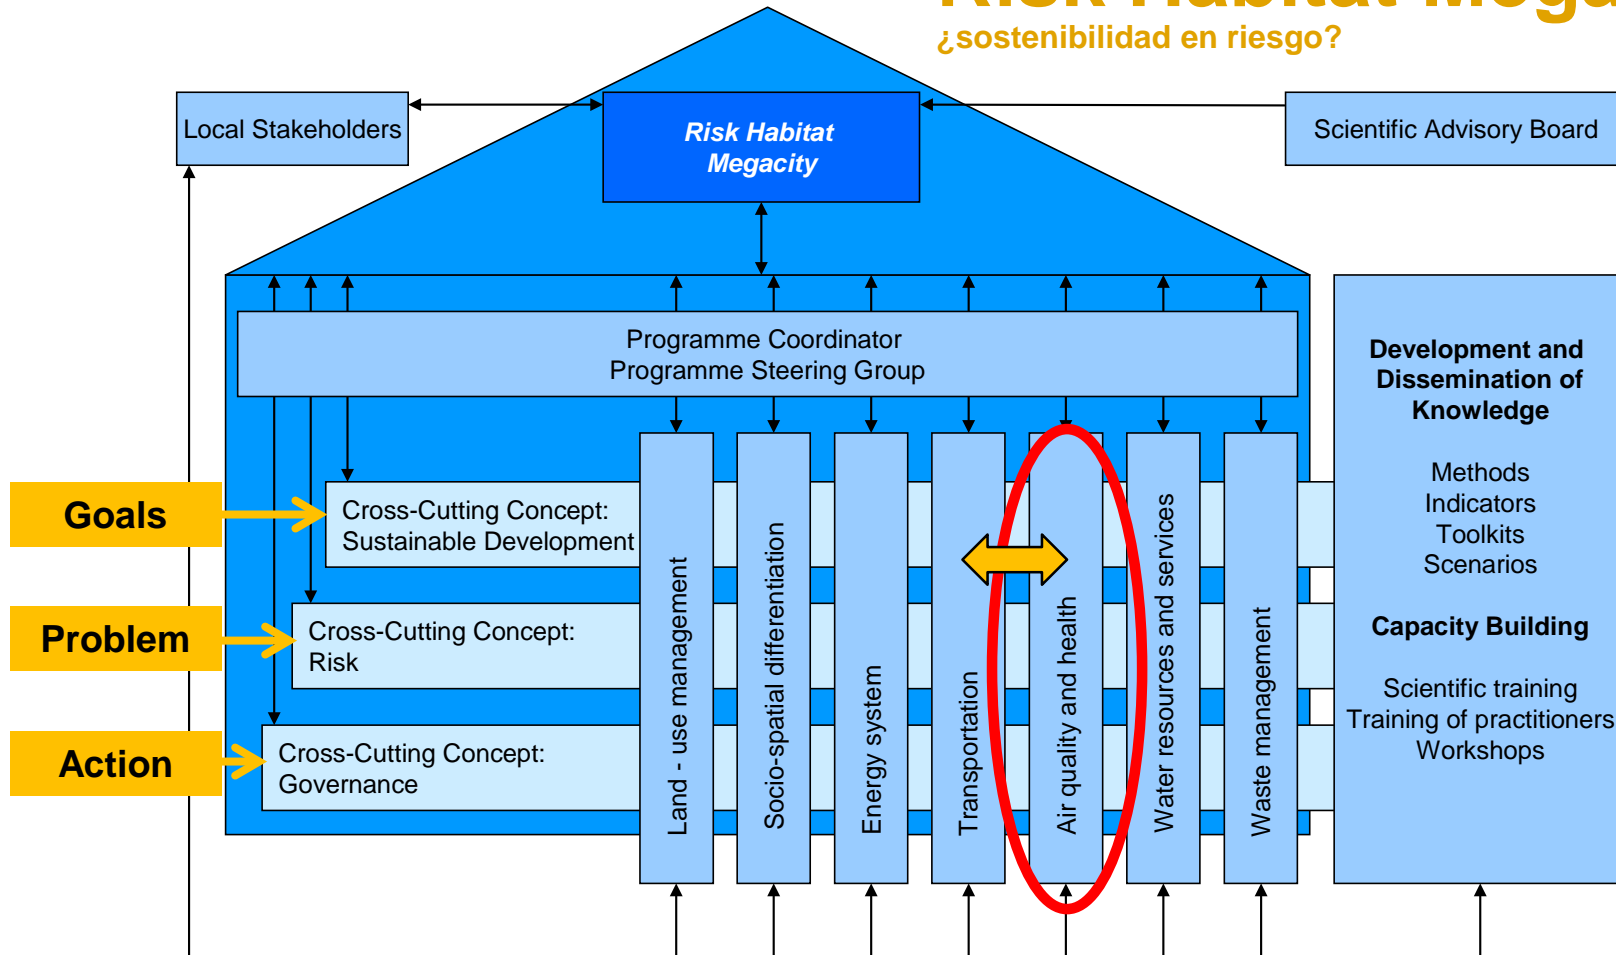 Risk Habitat Mega
¿sostenibilidad en riesgo?
Local Stakeholders
Risk Habitat
Megacity
Scientific Advisory Board
Programme Coordinator
Programme Steering Group
Goals
Cross-Cutting Concept:
Sustainable Development
Problem
Cross-Cutting Concept:
Risk
Action
Cross-Cutting Concept:
Governance
Land - use management
Socio-spatial differentiation
Energy system
Transportation
Air quality and health
Water resources and services
Waste management
Development and
Dissemination of
Knowledge
Methods
Indicators
Toolkits
Scenarios
Capacity Building
Scientific training
Training of practitioners
Workshops